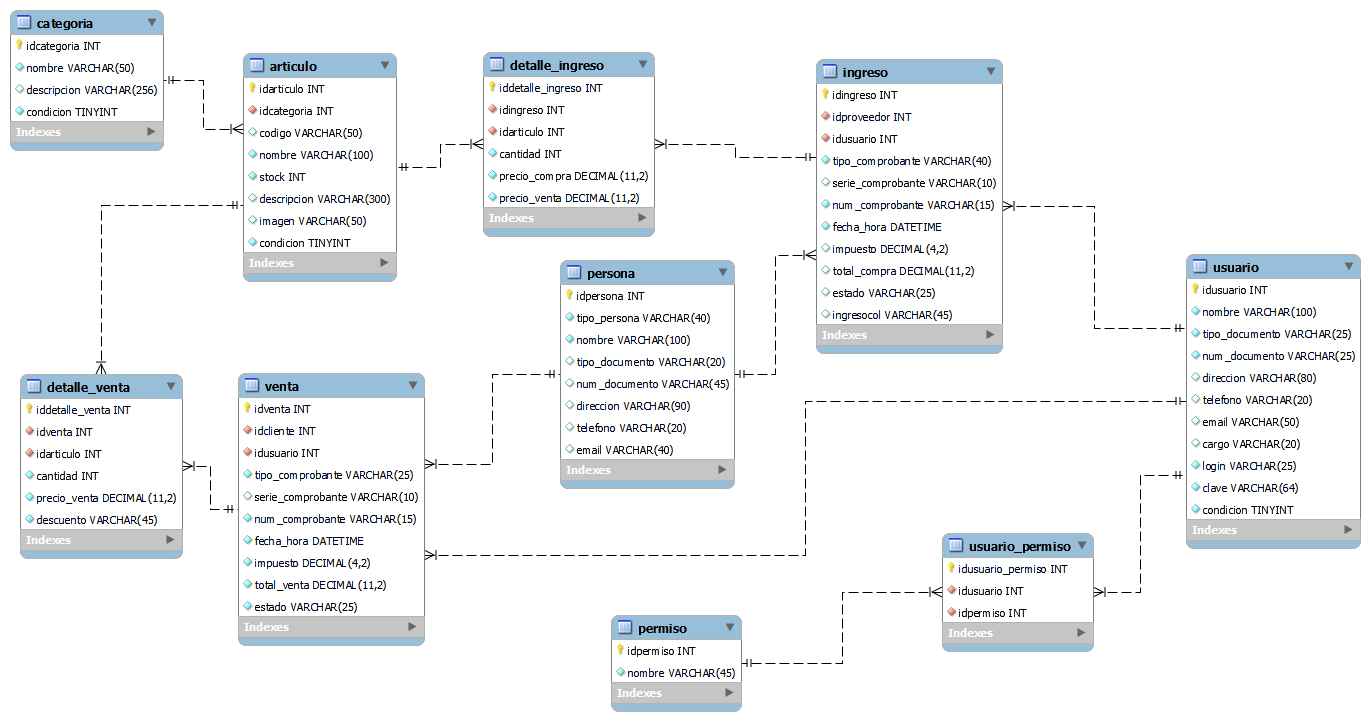 categoria
idcategoria INT
nombre VARCHAR(50)
descripcion VARCHAR(256)
condicion TINYINT
Indexes
articulo
idarticulo INT
idcategoria INT
codigo VARCHAR(50)
nombre VARCHAR(100)
stock INT
descripcion VARCHAR(300)
imagen VARCHAR(50)
condicion TINYINT
Indexes
detalle_ingreso
iddetalle_ingreso INT
idingreso INT
idarticulo INT
cantidad INT
precio_compra DECIMAL(11,2)
precio_venta DECIMAL(11,2)
Indexes
ingreso
idingreso INT
idproveedor INT
idusuario INT
tipo_comprobante VARCHAR(40)
serie_comprobante VARCHAR(10)
num_comprobante VARCHAR(15)
fecha_hora DATETIME
impuesto DECIMAL(4,2)
total_compra DECIMAL(11,2)
estado VARCHAR(25)
ingresocol VARCHAR(45)
Indexes
persona
idpersona INT
tipo_persona VARCHAR(40)
nombre VARCHAR(100)
tipo_documento VARCHAR(20)
num_documento VARCHAR(45)
direccion VARCHAR(90)
telefono VARCHAR(20)
email VARCHAR(40)
Indexes
usuario
idusuario INT
nombre VARCHAR(100)
tipo_documento VARCHAR(25)
num_documento VARCHAR(25)
direccion VARCHAR(80)
telefono VARCHAR(20)
email VARCHAR(50)
cargo VARCHAR(20)
login VARCHAR(25)
clave VARCHAR(64)
condicion TINYINT
Indexes
detalle_venta
iddetalle_venta INT
idventa INT
idarticulo INT
cantidad INT
precio_venta DECIMAL(11,2)
descuento VARCHAR(45)
Indexes
venta
idventa INT
idcliente INT
idusuario INT
tipo_comprobante VARCHAR(25)
serie_comprobante VARCHAR(10)
num_comprobante VARCHAR(15)
fecha_hora DATETIME
impuesto DECIMAL(4,2)
total_venta DECIMAL(11,2)
estado VARCHAR(25)
Indexes
usuario_permiso
idusuario_permiso INT
idusuario INT
idpermiso INT
Indexes
permiso
idpermiso INT
nombre VARCHAR(45)
Indexes